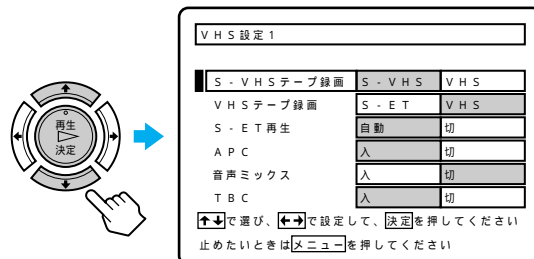 再生
決定
VHS設定1
S-VHSテープ録画 S-VHS VHS
VHSテープ録画 S-ET VHS
S-ET再生 自動 切
APC 入 切
音声ミックス 入 切
TBC 入 切
↑↓で選び、←→で設定して、決定を押してください
止めたいときはメニューを押してください